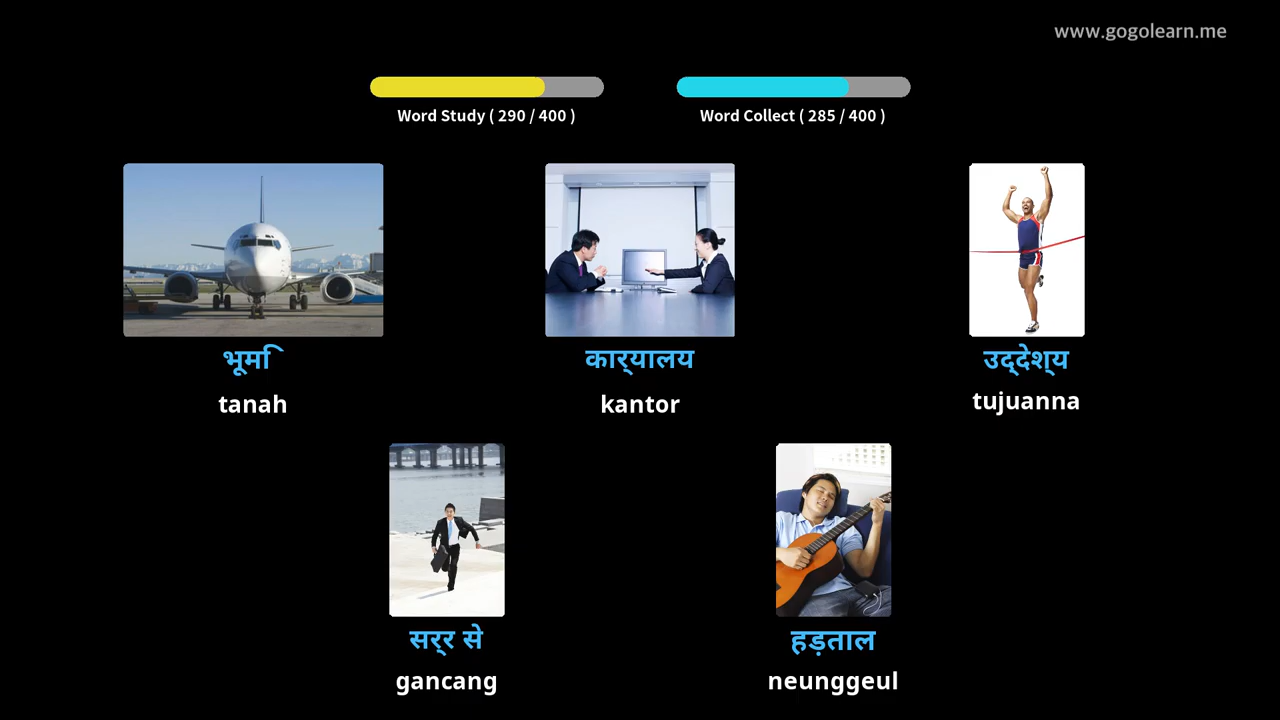 www.gogolearn.me
Word Study ( 290 / 400 )
Word Collect ( 285 / 400 )
भूमि
tanah
कार्यालय
kantor
उद्देश्य
tujuanna
सर्र से
gancang
हड़ताल
neunggeul